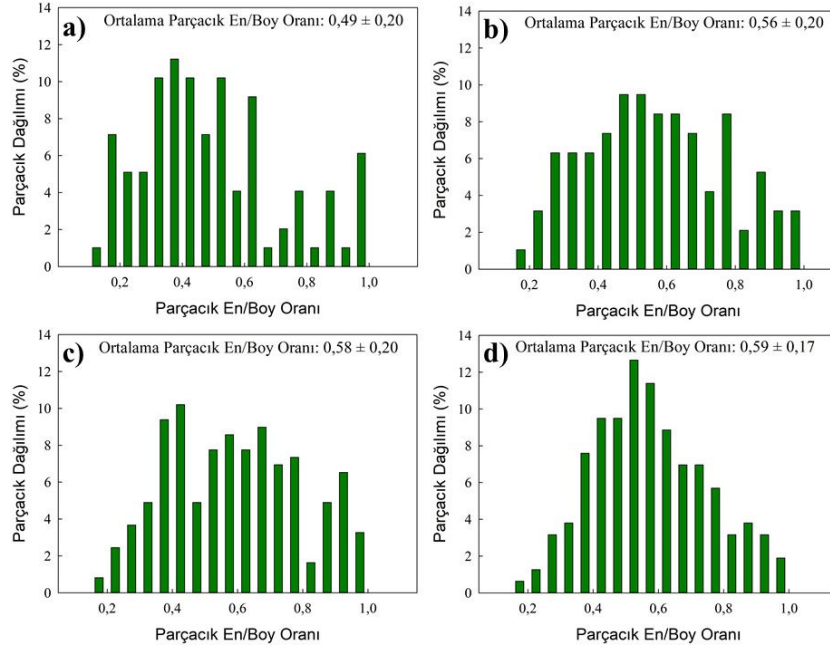 a) Ortalama Parçacık En/Boy Oranı: 0,49 ± 0,20
Parçacık Dağılımı (%)
14
12
10
8
6
4
2
0
0,2 0,4 0,6 0,8 1,0
Parçacık En/Boy Oranı
b) Ortalama Parçacık En/Boy Oranı: 0,56 ± 0,20
Parçacık Dağılımı (%)
14
12
10
8
6
4
2
0
0,2 0,4 0,6 0,8 1,0
Parçacık En/Boy Oranı
c) Ortalama Parçacık En/Boy Oranı: 0,58 ± 0,20
Parçacık Dağılımı (%)
14
12
10
8
6
4
2
0
0,2 0,4 0,6 0,8 1,0
Parçacık En/Boy Oranı
d) Ortalama Parçacık En/Boy Oranı: 0,59 ± 0,17
Parçacık Dağılımı (%)
14
12
10
8
6
4
2
0
0,2 0,4 0,6 0,8 1,0
Parçacık En/Boy Oranı